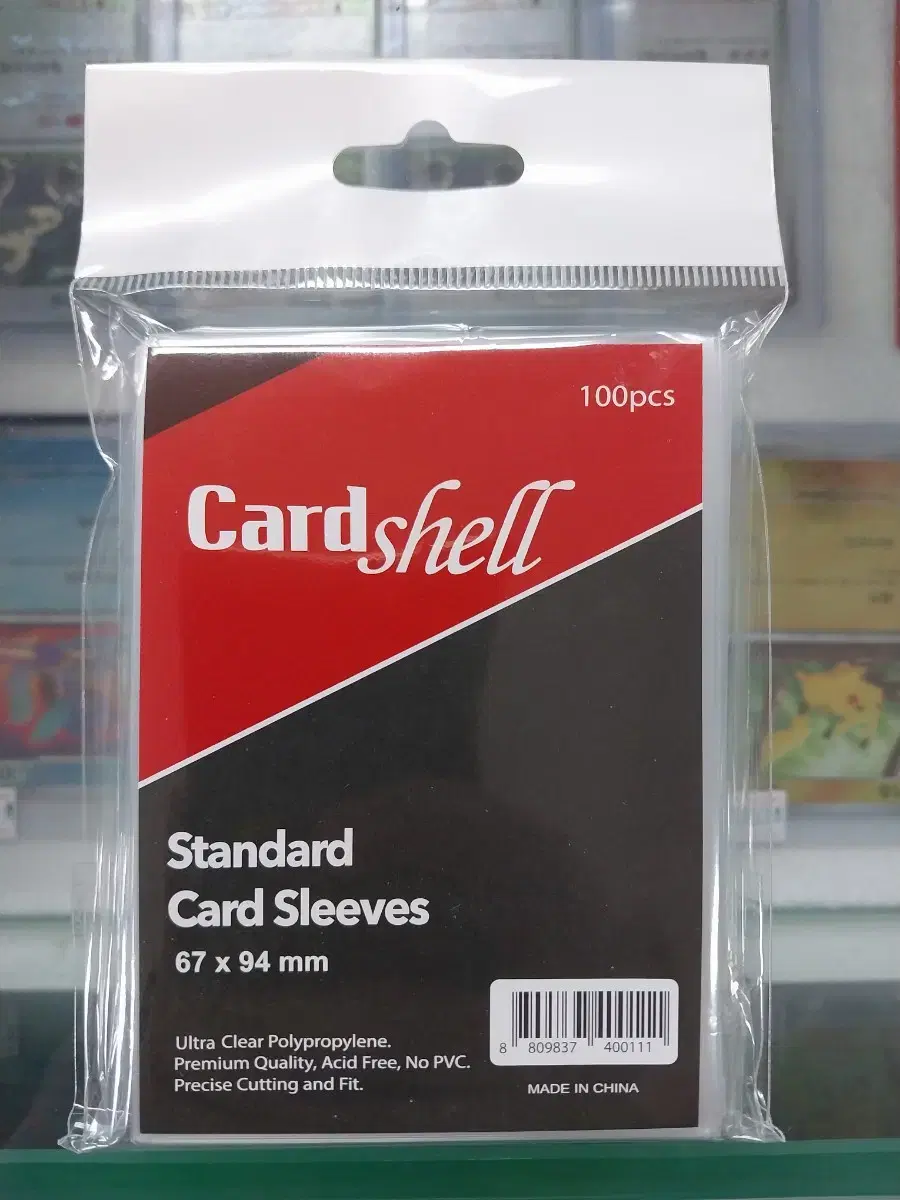 100pcs
Cardshell
Standard
Card Sleeves
67 x 94 mm
Ultra Clear Polypropylene.
Premium Quality, Acid Free, No PVC.
Precise Cutting and Fit.
8 809837 400111
MADE IN CHINA